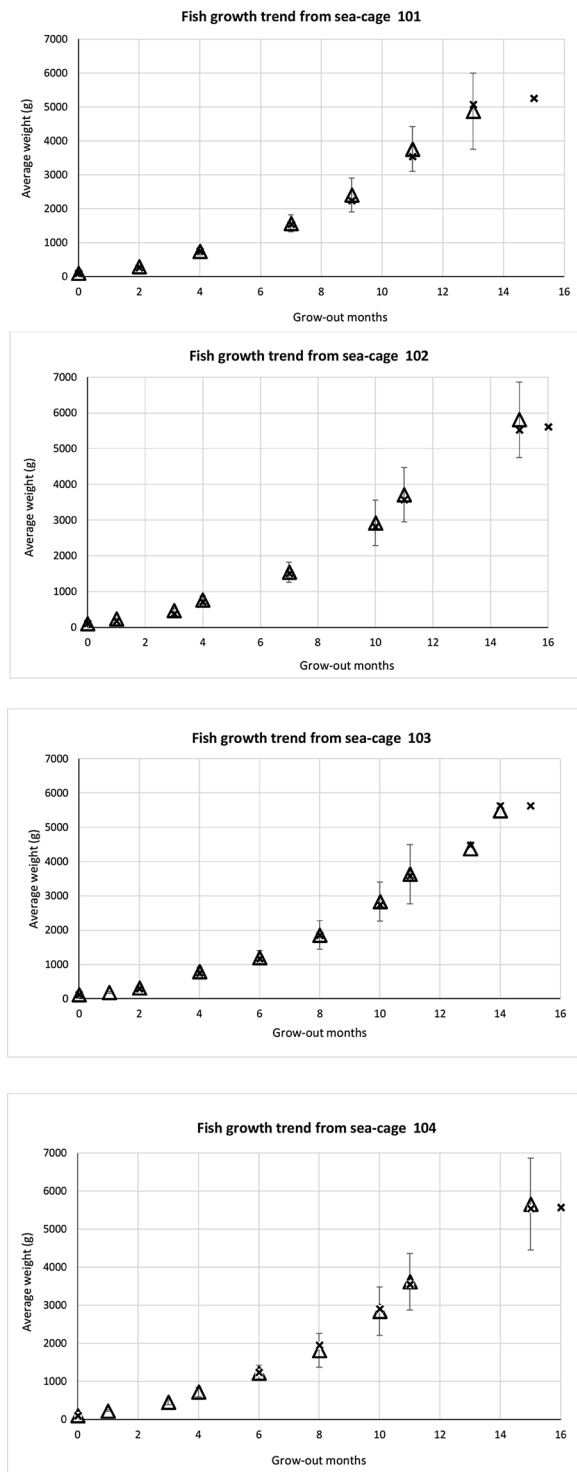 Fish growth trend from sea-cage 101
7000
6000
5000
4000
3000
2000
1000
0
Average weight (g)
0 2 4 6 8 10 12 14 16
Grow-out months
Fish growth trend from sea-cage 102
7000
6000
5000
4000
3000
2000
1000
0
Average weight (g)
0 2 4 6 8 10 12 14 16
Grow-out months
Fish growth trend from sea-cage 103
7000
6000
5000
4000
3000
2000
1000
0
Average weight (g)
0 2 4 6 8 10 12 14 16
Grow-out months
Fish growth trend from sea-cage 104
7000
6000
5000
4000
3000
2000
1000
0
Average weight (g)
0 2 4 6 8 10 12 14 16
Grow-out months